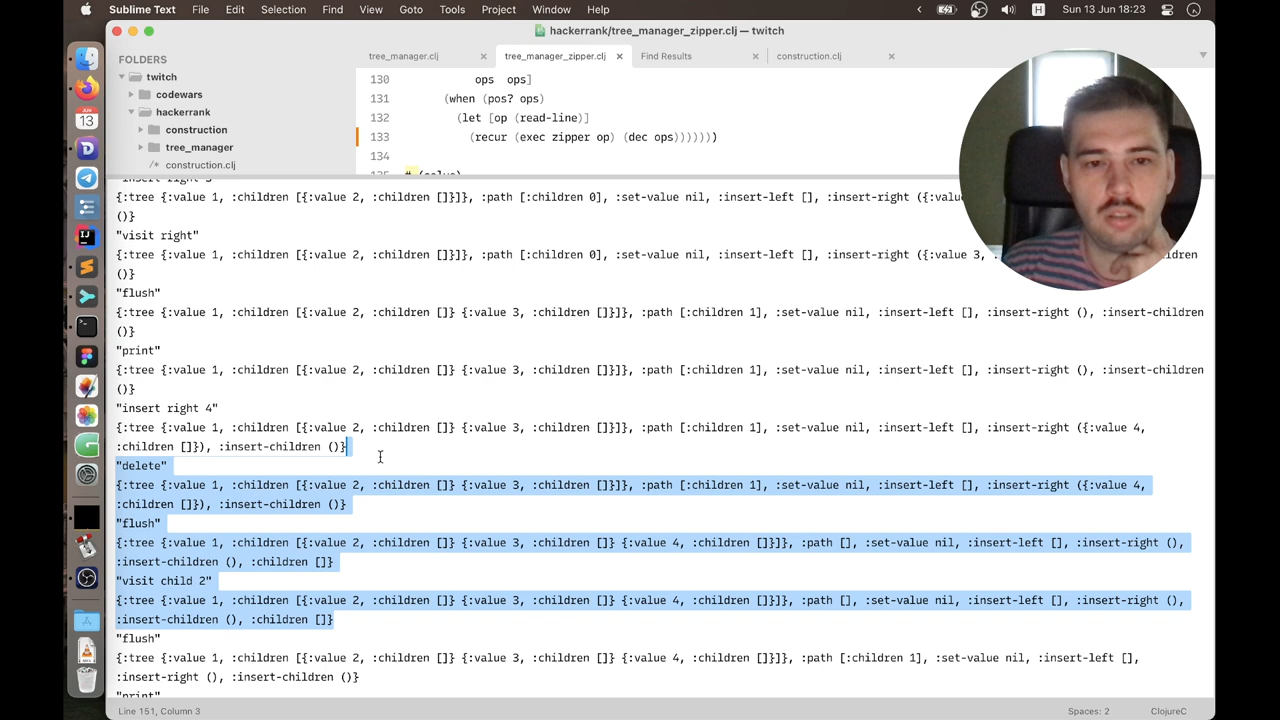 Sublime Text File Edit Selection Find View Goto Tools Project Window Help H Sun 13 Jun 18:23
hackerrank/tree_manager_zipper.clj — twitch
FOLDERS
twitch
codewars
hackerrank
construction
tree_manager
/* construction.clj
tree_manager.clj × tree_manager_zipper.clj × Find Results × construction.clj ×
130 ops ops]
131 (when (pos? ops)
132 (let [op (read-line)]
133 (recur (exec zipper op) (dec ops))))))
134
{:tree {:value 1, :children [{:value 2, :children []}]}, :path [:children 0], :set-value nil, :insert-left [], :insert-right ({:va
()}
"visit right"
{:tree {:value 1, :children [{:value 2, :children []}]}, :path [:children 0], :set-value nil, :insert-left [], :insert-right ({:value 3, :children
()}
"flush"
{:tree {:value 1, :children [{:value 2, :children []} {:value 3, :children []}]}, :path [:children 1], :set-value nil, :insert-left [], :insert-right (), :insert-children
()}
"print"
{:tree {:value 1, :children [{:value 2, :children []} {:value 3, :children []}]}, :path [:children 1], :set-value nil, :insert-left [], :insert-right (), :insert-children
()}
"insert right 4"
{:tree {:value 1, :children [{:value 2, :children []} {:value 3, :children []}]}, :path [:children 1], :set-value nil, :insert-left [], :insert-right ({:value 4,
:children []}), :insert-children ()}
"delete"
{:tree {:value 1, :children [{:value 2, :children []} {:value 3, :children []}]}, :path [:children 1], :set-value nil, :insert-left [], :insert-right ({:value 4,
:children []}), :insert-children ()}
"flush"
{:tree {:value 1, :children [{:value 2, :children []} {:value 3, :children []} {:value 4, :children []}]}, :path [], :set-value nil, :insert-left [], :insert-right (),
:insert-children (), :children []}
"visit child 2"
{:tree {:value 1, :children [{:value 2, :children []} {:value 3, :children []} {:value 4, :children []}]}, :path [], :set-value nil, :insert-left [], :insert-right (),
:insert-children (), :children []}
"flush"
{:tree {:value 1, :children [{:value 2, :children []} {:value 3, :children []} {:value 4, :children []}]}, :path [:children 1], :set-value nil, :insert-left [],
:insert-right (), :insert-children ()}
"print"
Line 151, Column 3 Spaces: 2 ClojureC